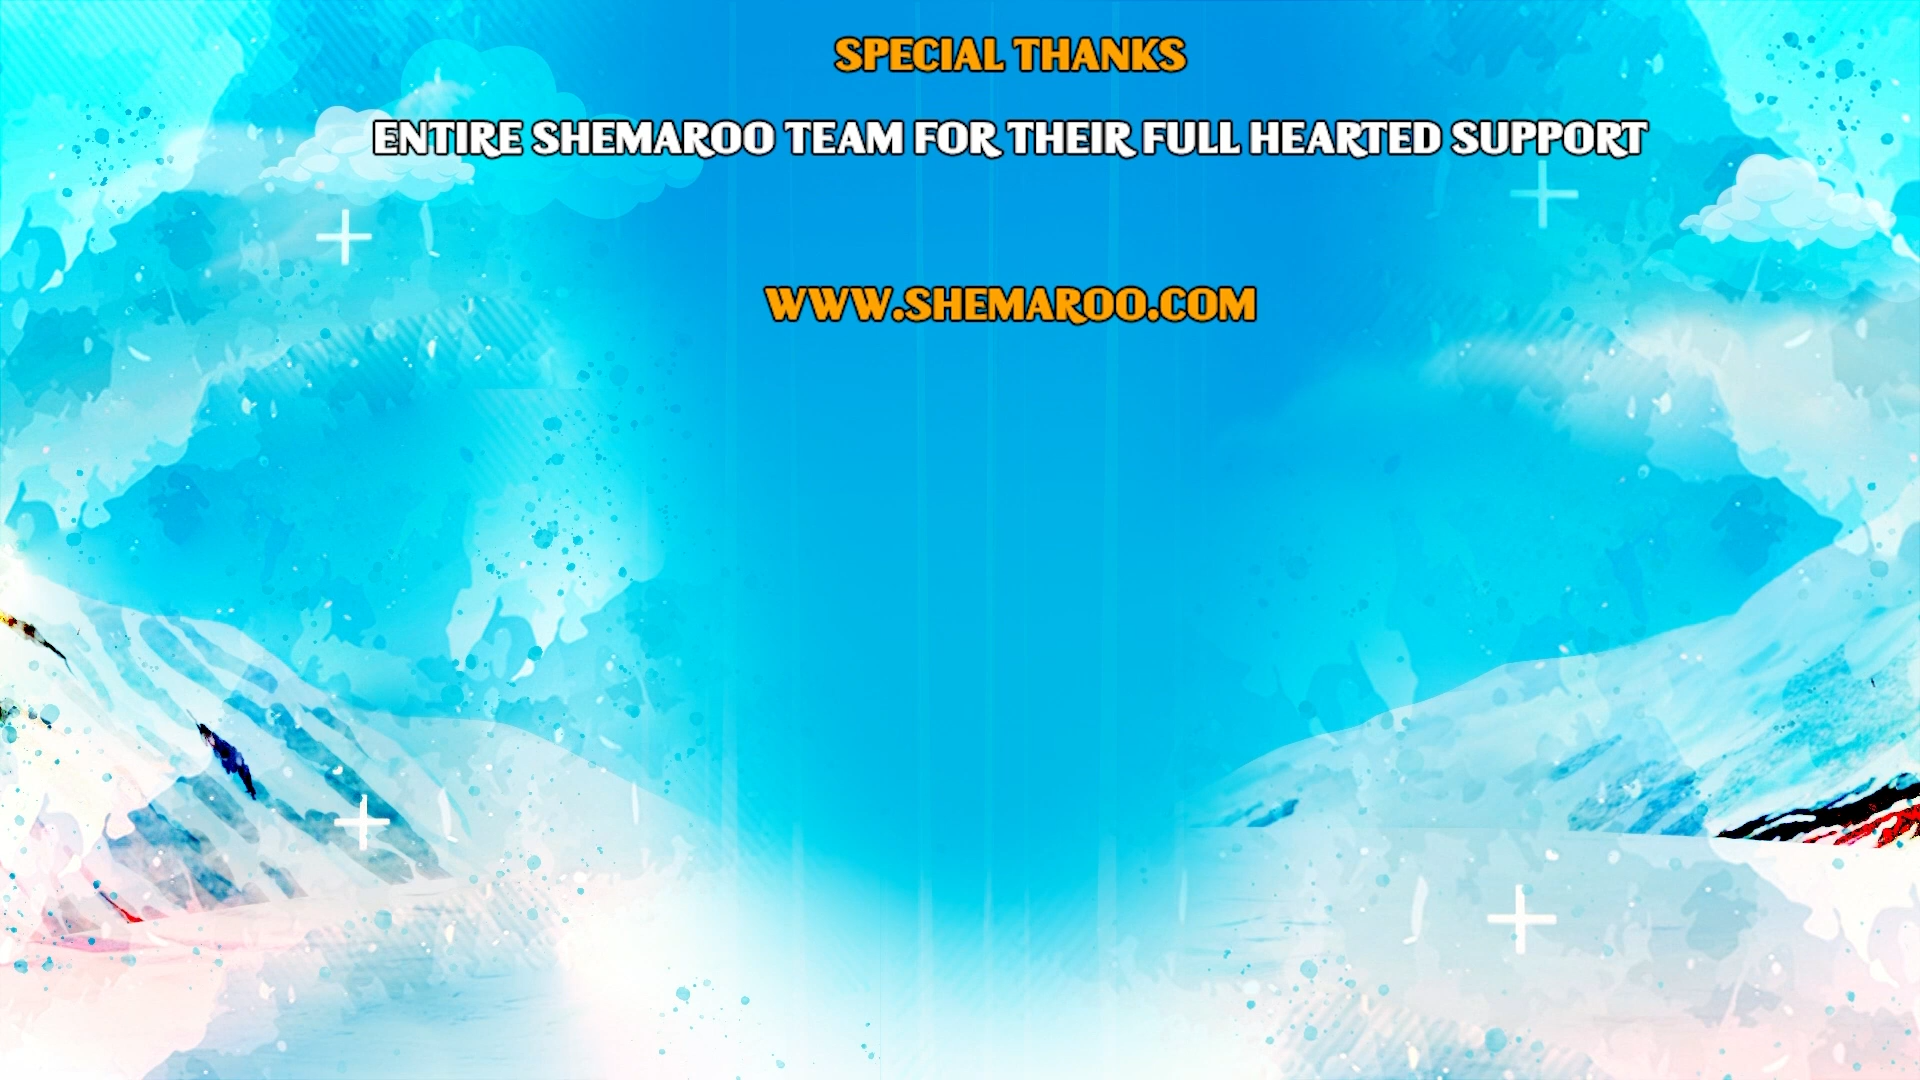 SPECIAL THANKS
ENTIRE SHEMAROO TEAM FOR THEIR FULL HEARTED SUPPORT
WWW.SHEMAROO.COM